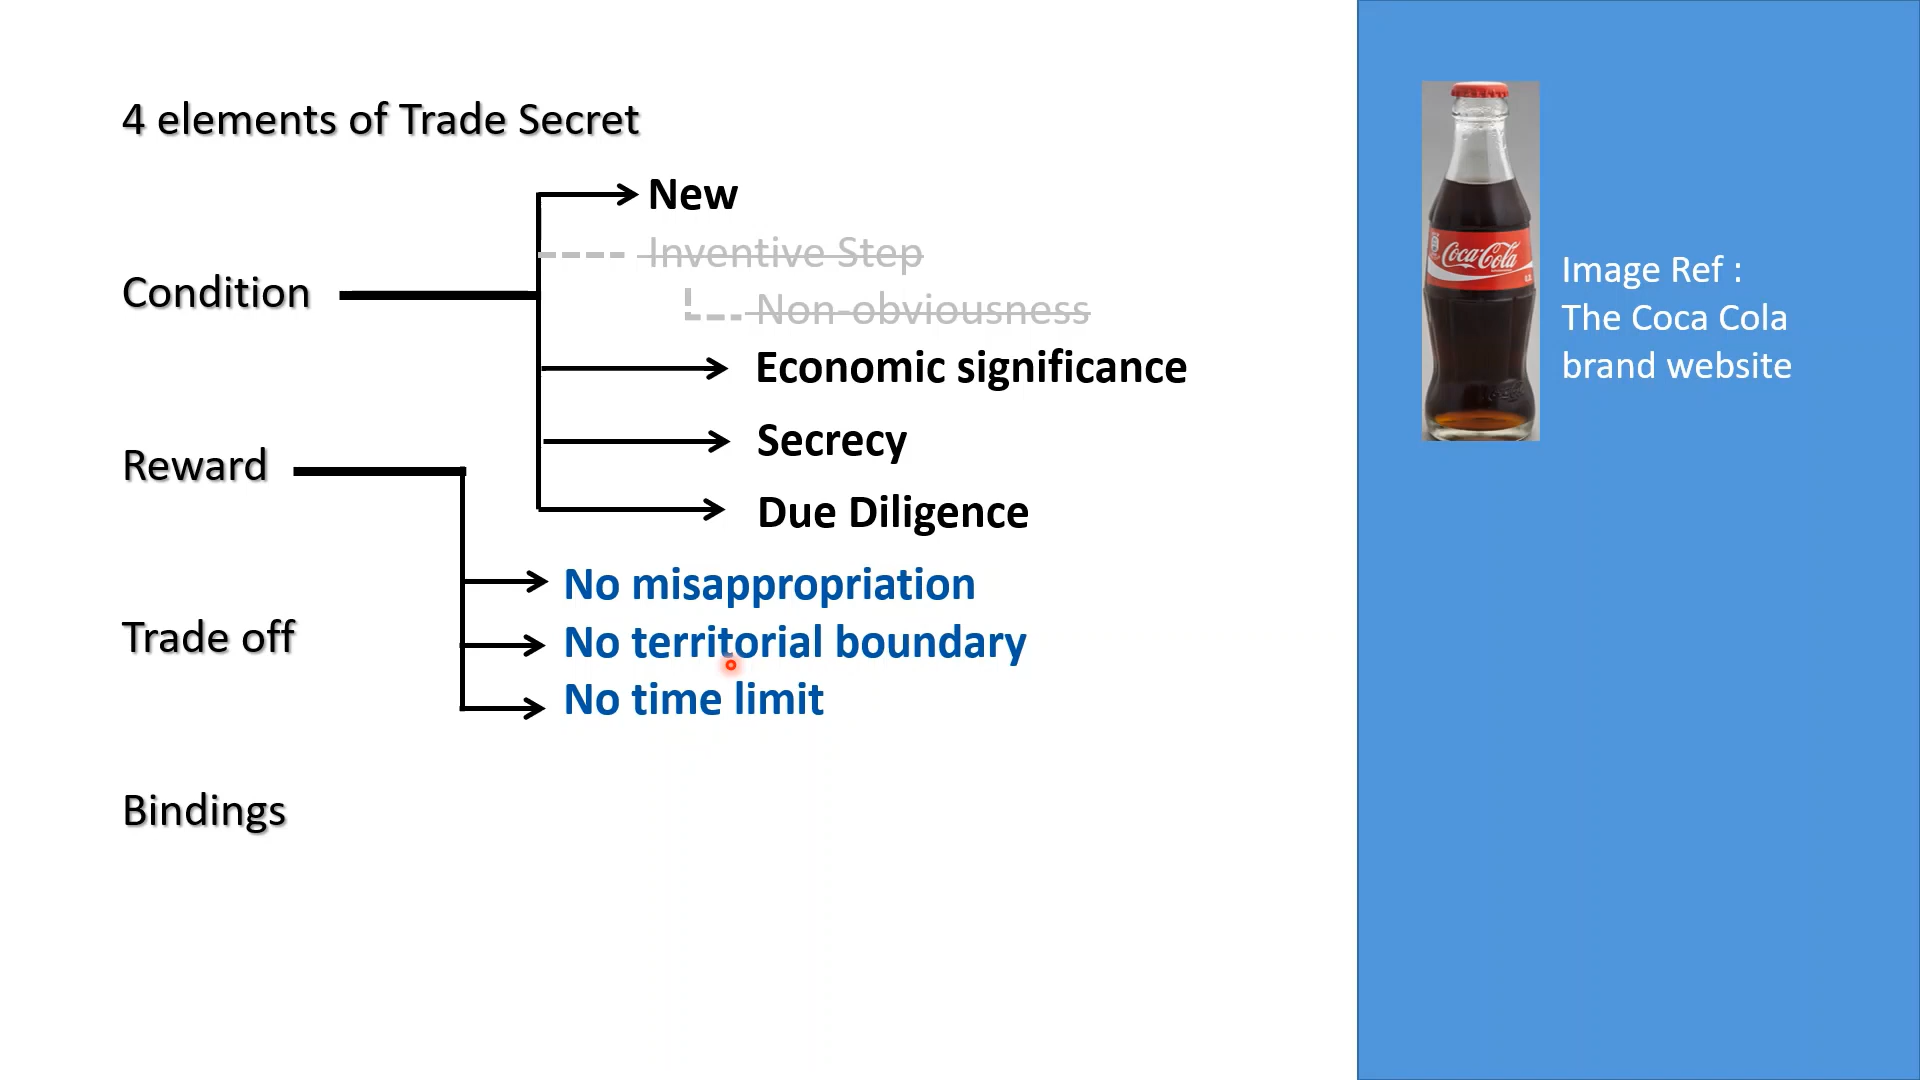 4 elements of Trade Secret
New
Inventive Step
Condition
Non-obviousness
Economic significance
Secrecy
Reward
Due Diligence
No misappropriation
Trade off
No territorial boundary
No time limit
Bindings
Coca-Cola
Image Ref :
The Coca Cola
brand website